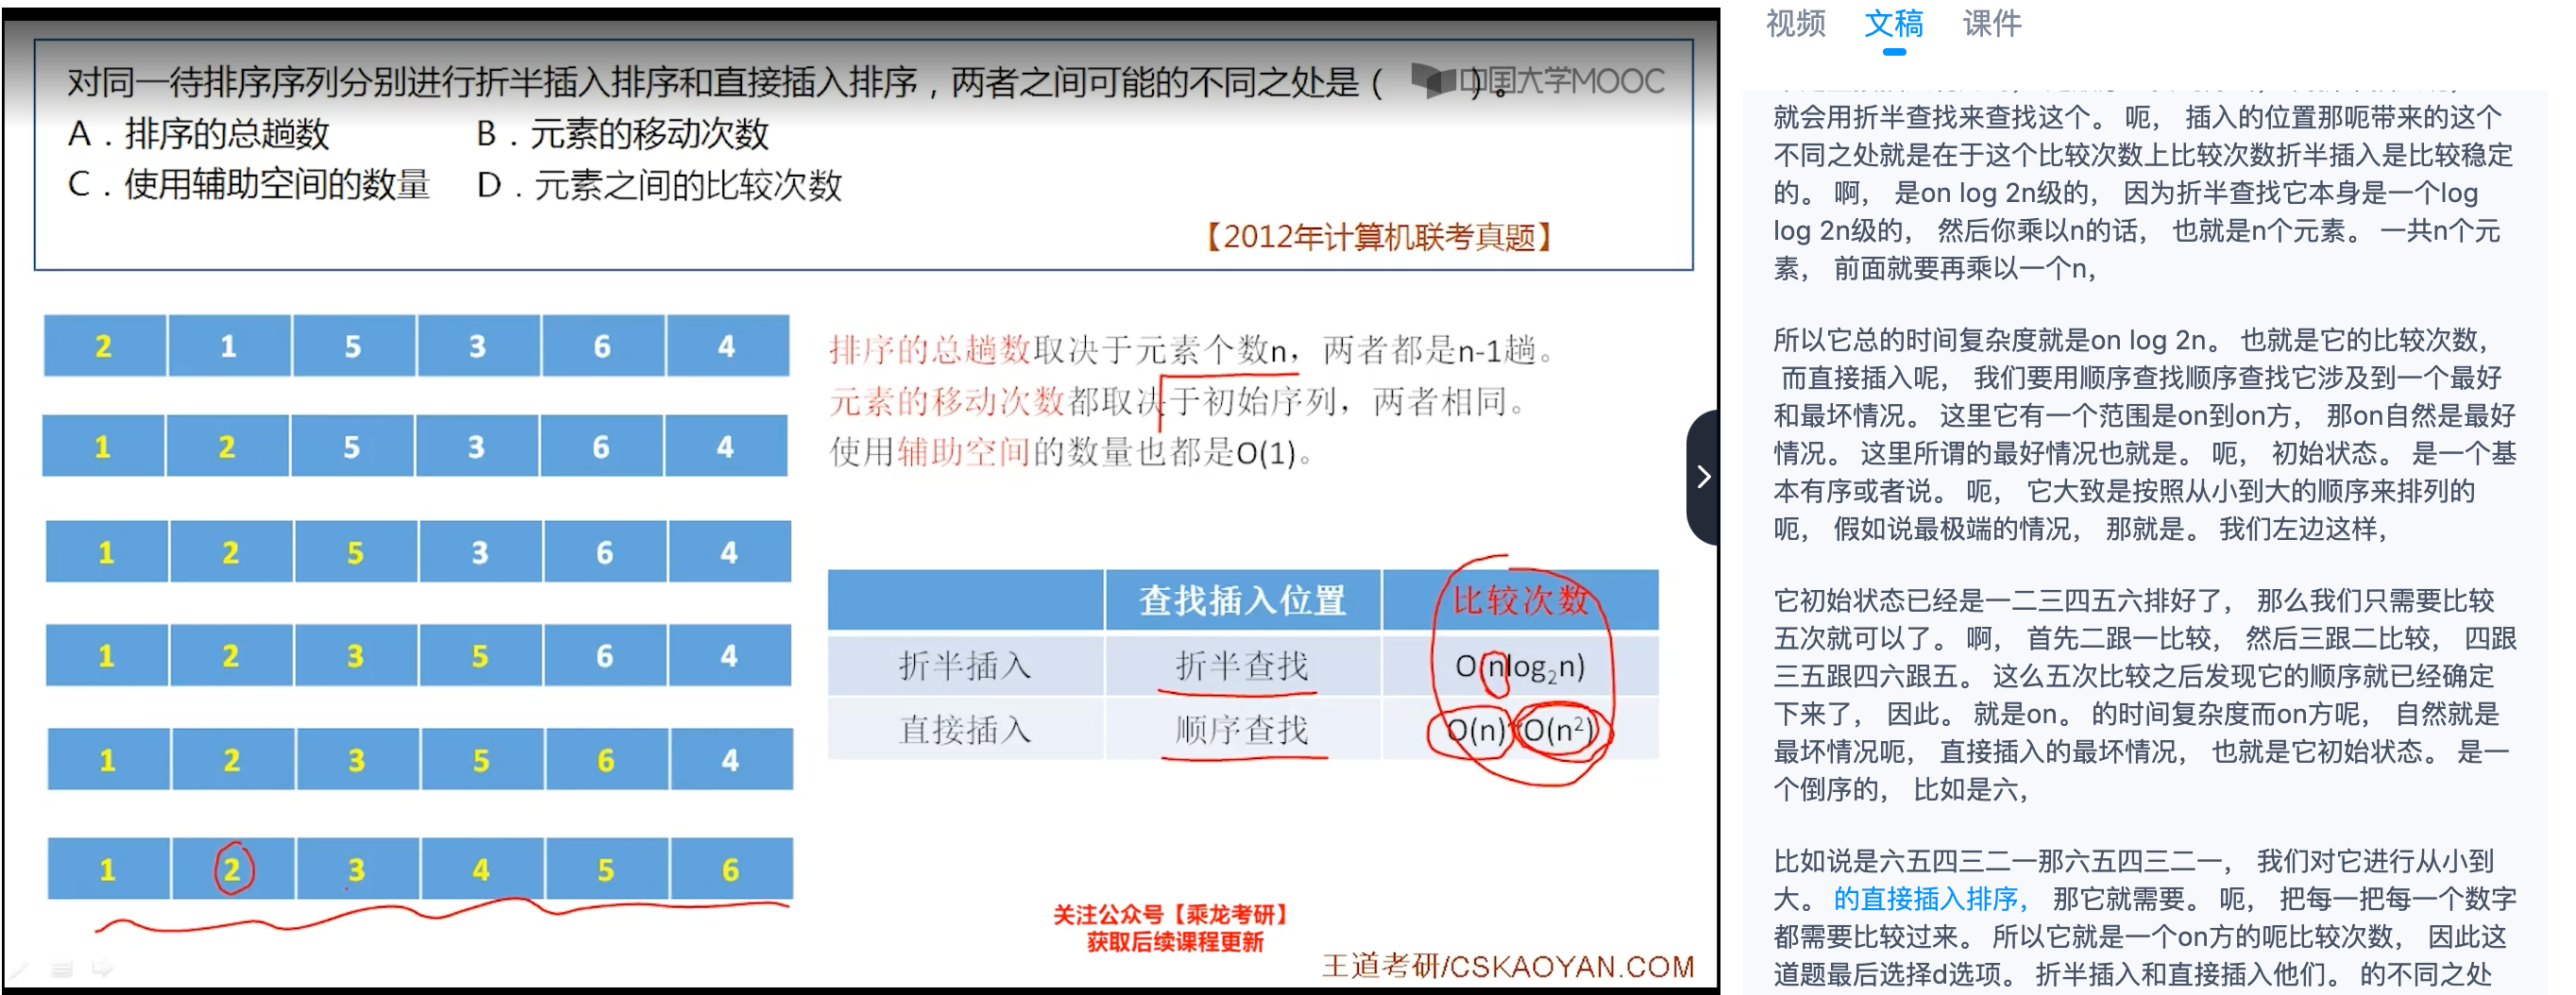 对同一待排序序列分别进行折半插入排序和直接插入排序，两者之间可能的不同之处是（ ）。
中国大学MOOC
A．排序的总趟数 B．元素的移动次数
C．使用辅助空间的数量 D．元素之间的比较次数
【2012年计算机联考真题】
2 1 5 3 6 4
1 2 5 3 6 4
1 2 5 3 6 4
1 2 3 5 6 4
1 2 3 5 6 4
1 2 3 4 5 6
排序的总趟数取决于元素个数n，两者都是n-1趟。
元素的移动次数都取决于初始序列，两者相同。
使用辅助空间的数量也都是O(1)。
查找插入位置 比较次数
折半插入 折半查找 O(nlog₂n)
直接插入 顺序查找 O(n)~O(n²)
关注公众号【乘龙考研】
获取后续课程更新
王道考研/CSKAOYAN.COM
视频 文稿 课件
就会用折半查找来查找这个。 呃， 插入的位置那呃带来的这个
不同之处就是在于这个比较次数上比较次数折半插入是比较稳定
的。 啊， 是on log 2n级的， 因为折半查找它本身是一个log
log 2n级的， 然后你乘以n的话， 也就是n个元素。 一共n个元
素， 前面就要再乘以一个n，
所以它总的时间复杂度就是on log 2n。 也就是它的比较次数，
而直接插入呢， 我们要用顺序查找顺序查找它涉及到一个最好
和最坏情况。 这里它有一个范围是on到on方， 那on自然是最好
情况。 这里所谓的最好情况也就是。 呃， 初始状态。 是一个基
本有序或者说。 呃， 它大致是按照从小到大的顺序来排列的
呃， 假如说最极端的情况， 那就是。 我们左边这样，
它初始状态已经是一二三四五六排好了， 那么我们只需要比较
五次就可以了。 啊， 首先二跟一比较， 然后三跟二比较， 四跟
三五跟四六跟五。 这么五次比较之后发现它的顺序就已经确定
下来了， 因此。 就是on。 的时间复杂度而on方呢， 自然就是
最坏情况呃， 直接插入的最坏情况， 也就是它初始状态。 是一
个倒序的， 比如是六，
比如说是六五四三二一那六五四三二一， 我们对它进行从小到
大。 的直接插入排序， 那它就需要。 呃， 把每一把每一个数字
都需要比较过来。 所以它就是一个on方的呃比较次数， 因此这
道题最后选择d选项。 折半插入和直接插入他们。 的不同之处